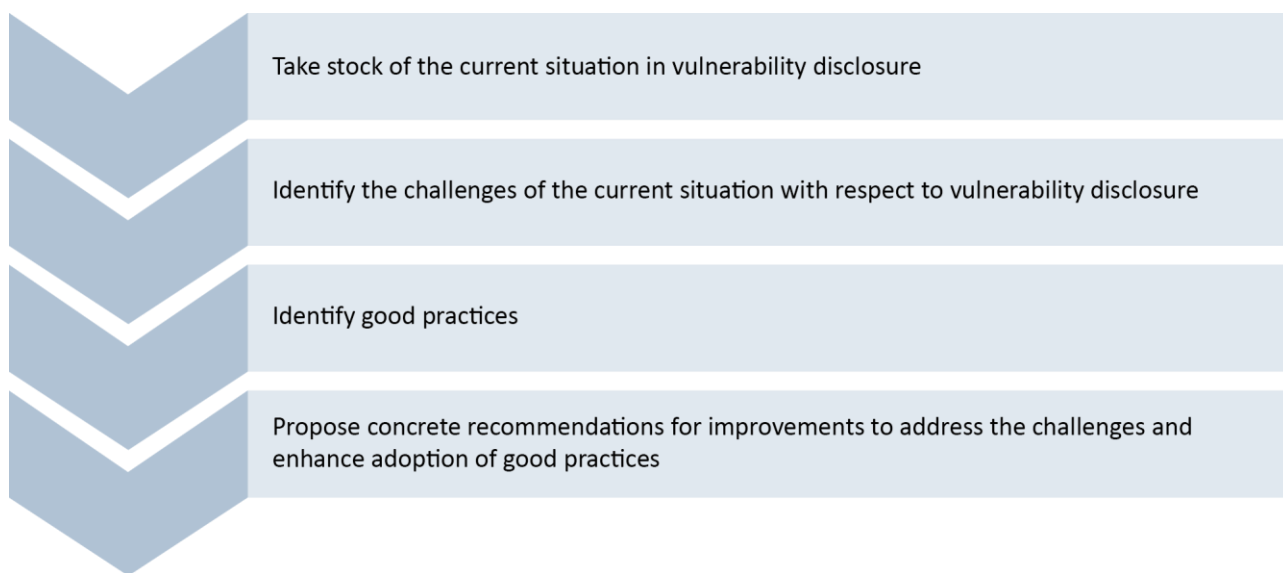 Take stock of the current situation in vulnerability disclosure
Identify the challenges of the current situation with respect to vulnerability disclosure
Identify good practices
Propose concrete recommendations for improvements to address the challenges and
enhance adoption of good practices